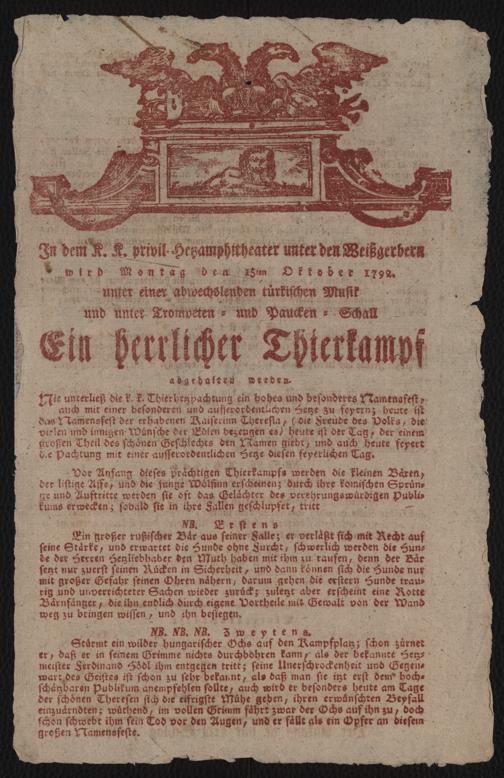 In dem K. K. privil. Hetzamphitheater unter den Weißgerbern
wird Montag den 15ten Oktober 1792.
unter einer abwechslenden türkischen Musik
und unter Trompeten- und Paucken-Schall
Ein herrlicher Thierkampf
abgehalten werden.
Nie unterließ die k. k. Thierhetzpachtung ein hohes und besonderes Namensfest,
auch mit einer besonderen und ausserordentlichen Hetze zu feyern; heute ist
das Namensfest der erhabenen Kaiserinn Theresia, (die Freude des Volks, die
vielen und innigen Wünsche der Edlen bezeugen es) heute ist der Tag, der einem
großen Theil des schönen Geschlechts den Namen giebt, und auch heute feyert
die Pachtung mit einer ausserordentlichen Hetze diesen feyerlichen Tag.
Vor Anfang dieses prächtigen Thierkampfs werden die kleinen Bären,
der listige Affe, und die junge Wölfinn erscheinen; durch ihre komischen Sprün-
ge und Auftritte werden sie oft das Gelächter des verehrungswürdigen Publi-
kums erwecken; sobald sie in ihre Fallen geschlupfet, tritt
NB. Erstens
Ein großer rußischer Bär aus seiner Falle; er verläßt sich mit Recht auf
seine Stärke, und erwartet die Hunde ohne Furcht, schwerlich werden die Hun-
de der Herren Hetzliebhaber den Muth haben mit ihm zu raufen, denn der Bär
setzt nur zuerst seinen Rücken in Sicherheit, und dann können sich die Hunde nur
mit großer Gefahr seinen Ohren nähern, darum gehen die erstern Hunde trau-
rig und unverrichteter Sachen wieder zurück; zuletzt aber erscheint eine Rotte
Bärnfänger, die ihn endlich durch eigene Vortheile mit Gewalt von der Wand
weg zu bringen wissen, und ihn besiegen.
NB. NB. NB. Zweytens.
Stürmt ein wilder hungarischer Ochs auf den Kampfplatz; schon zürnet
er, daß er in seinem Grimme nichts durchbohren kann, als der bekannte Hetz-
meister Ferdinand Hödl ihm entgegen tritt; seine Unerschrockenheit und Gegen-
wart des Geistes ist schon zu sehr bekannt, als daß man sie itzt erst dem hoch-
schätzbaren Publikum anempfehlen sollte, auch wird er besonders heute am Tage
der schönen Theresien sich die eifrigste Mühe geben, ihren erwünschten Beyfall
einzuärndten; wüthend, im vollen Grimm fährt zwar der Ochs auf ihn zu, doch
schon schwebt ihm sein Tod vor den Augen, und er fällt als ein Opfer an diesem
großen Namensfeste.